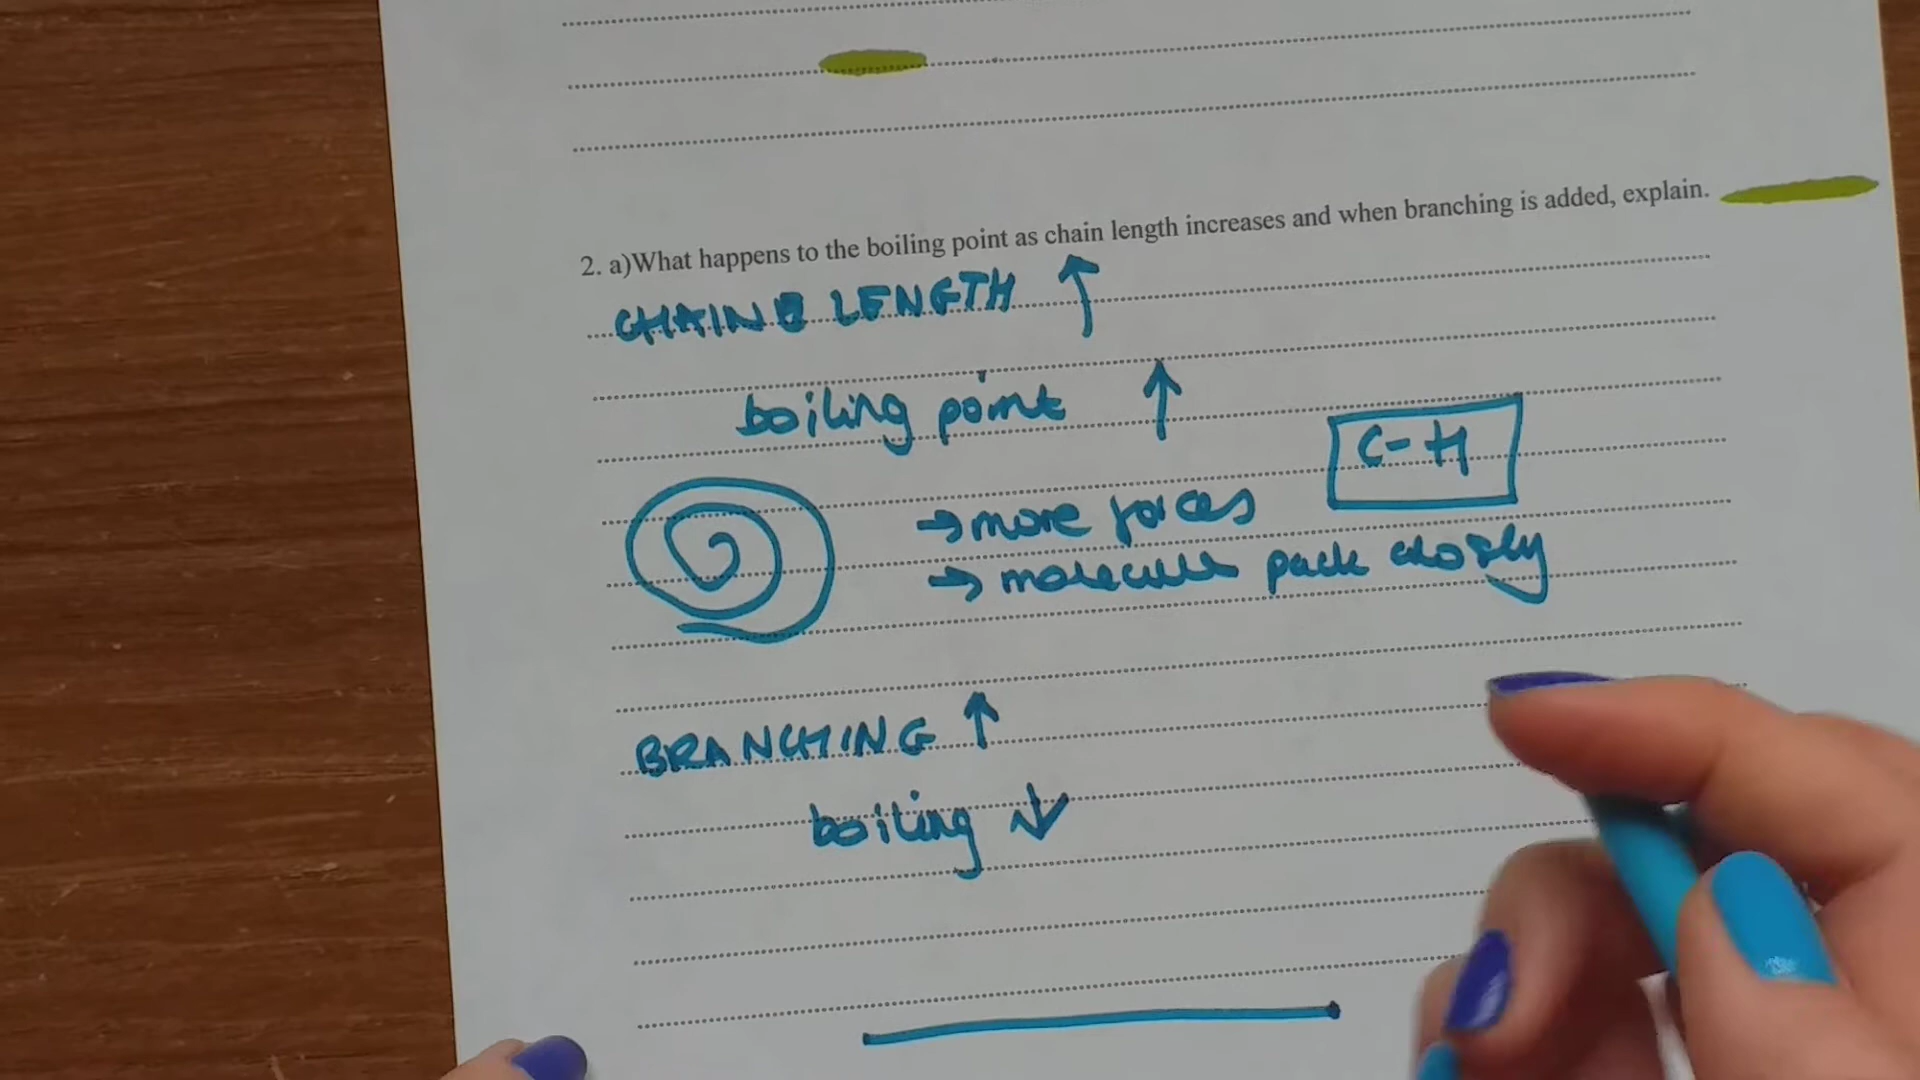 2. a)What happens to the boiling point as chain length increases and when branching is added, explain.
CHAIN LENGTH ↑
boiling point ↑
C-H
→ more forces
→ molecules pack closely
BRANCHING ↑
boiling ↓